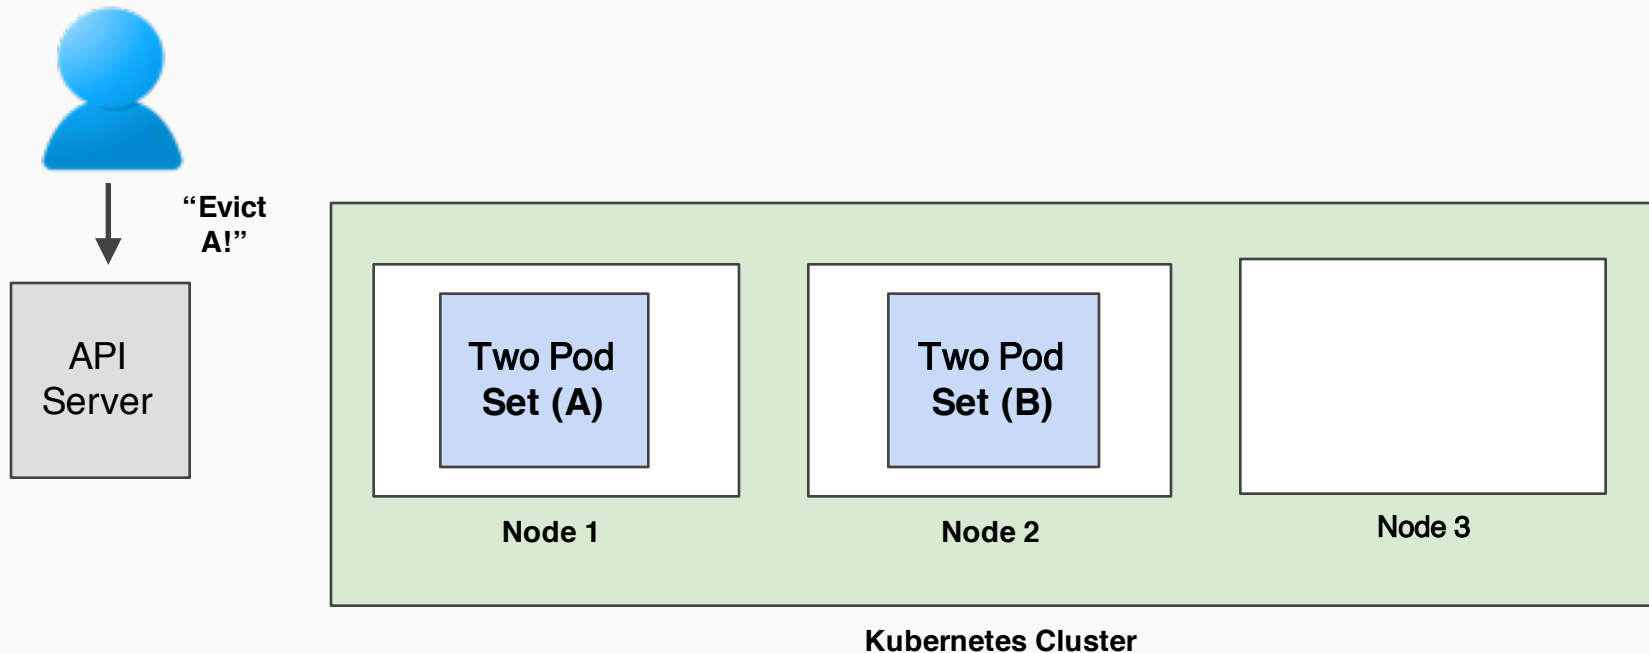 “Evict
A!”
API
Server
Two Pod
Set (A)
Two Pod
Set (B)
Node 1
Node 2
Node 3
Kubernetes Cluster